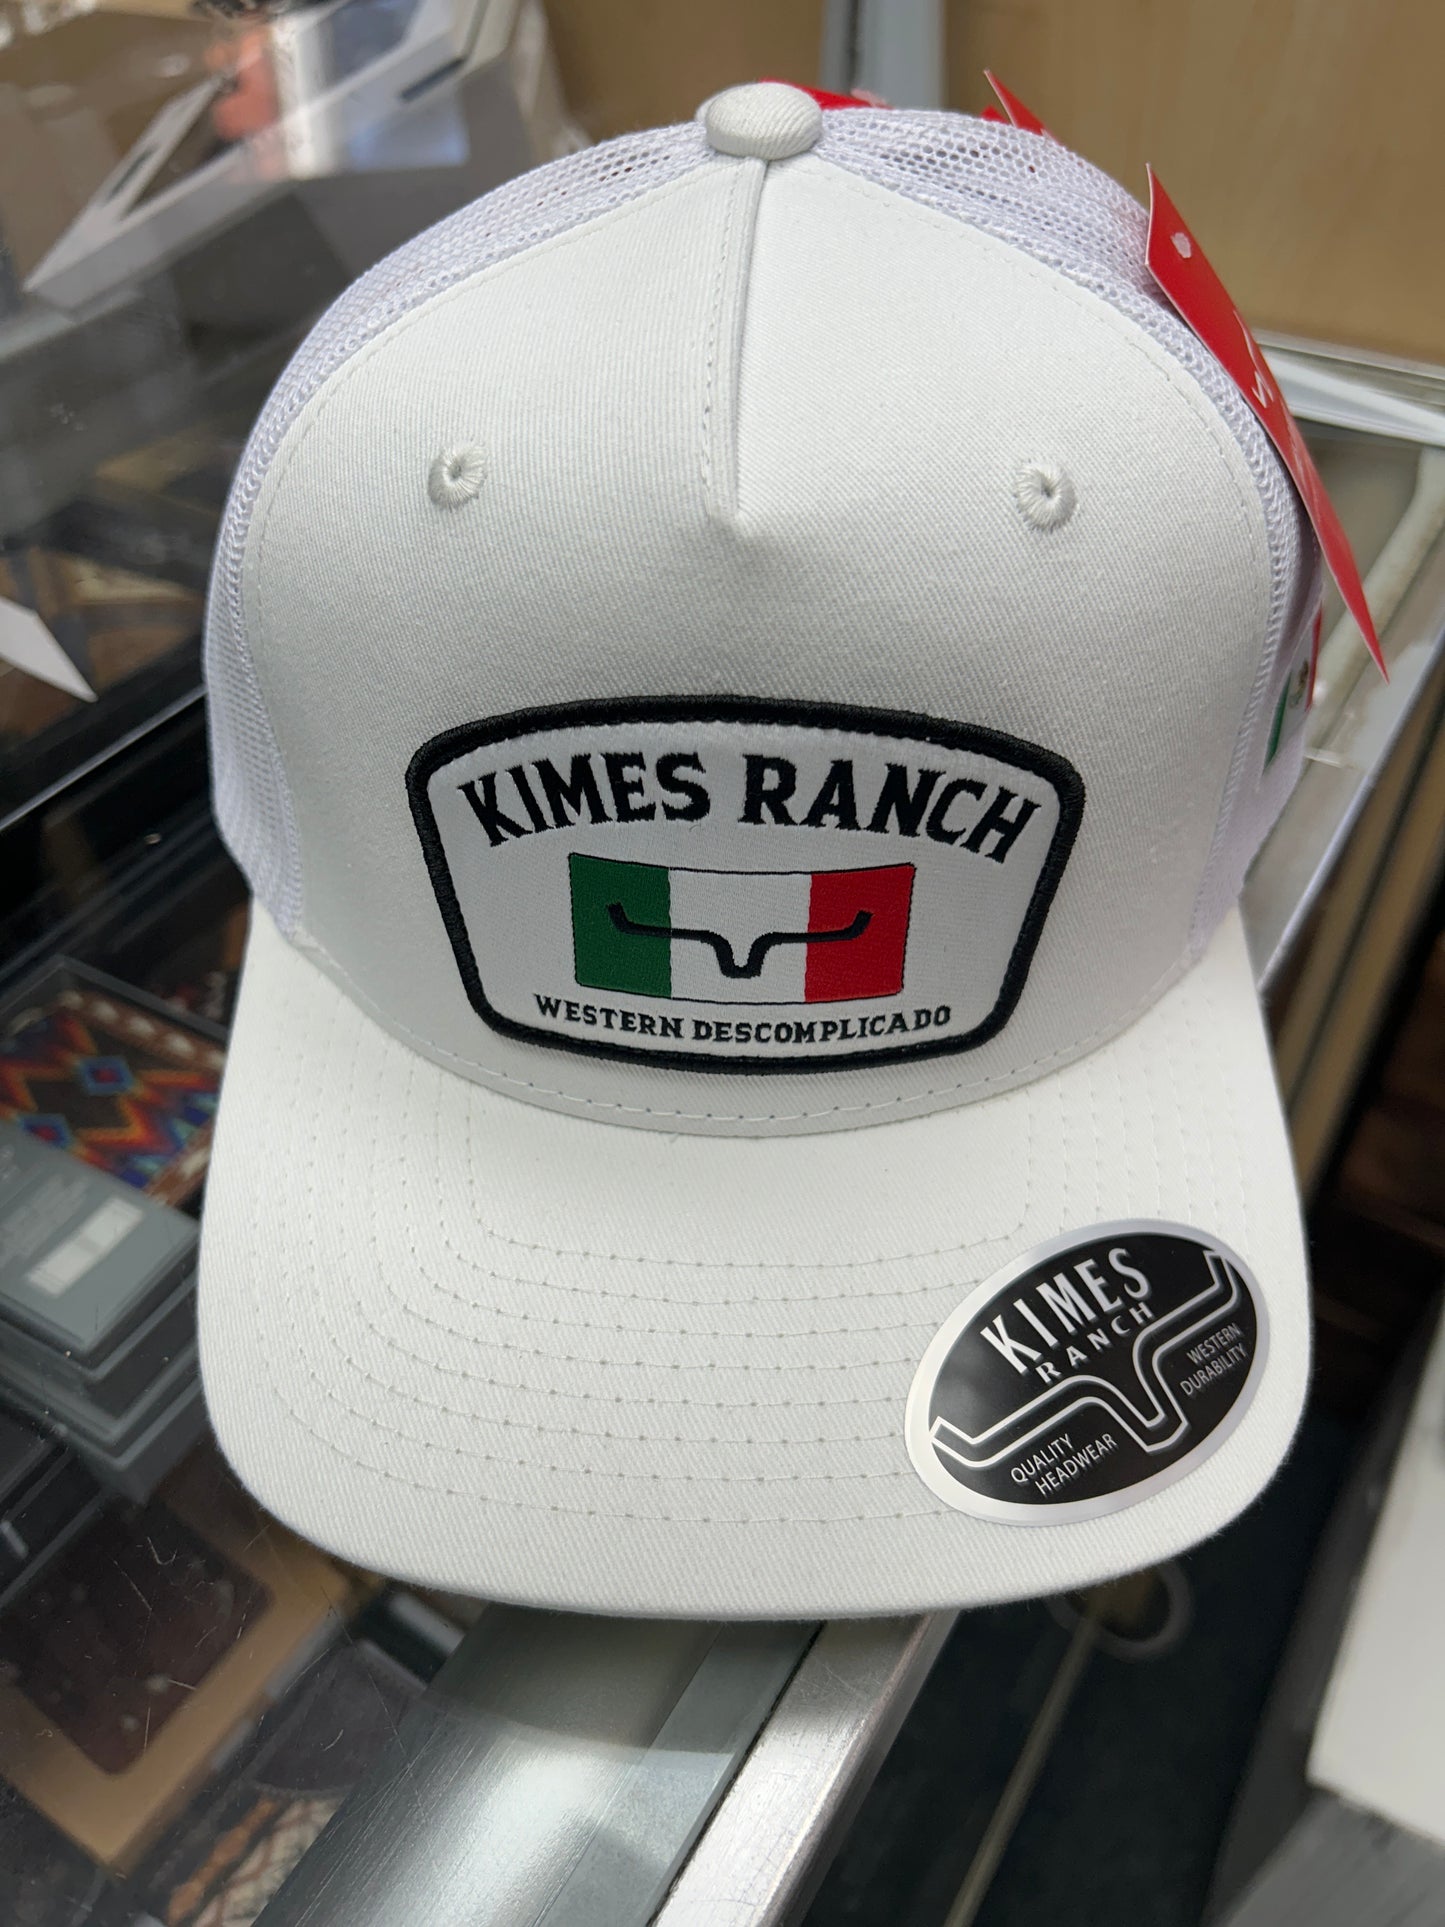 KIMES RANCH
WESTERN DESCOMPLICADO
KIMES
RANCH
WESTERN
DURABILITY
QUALITY
HEADWEAR